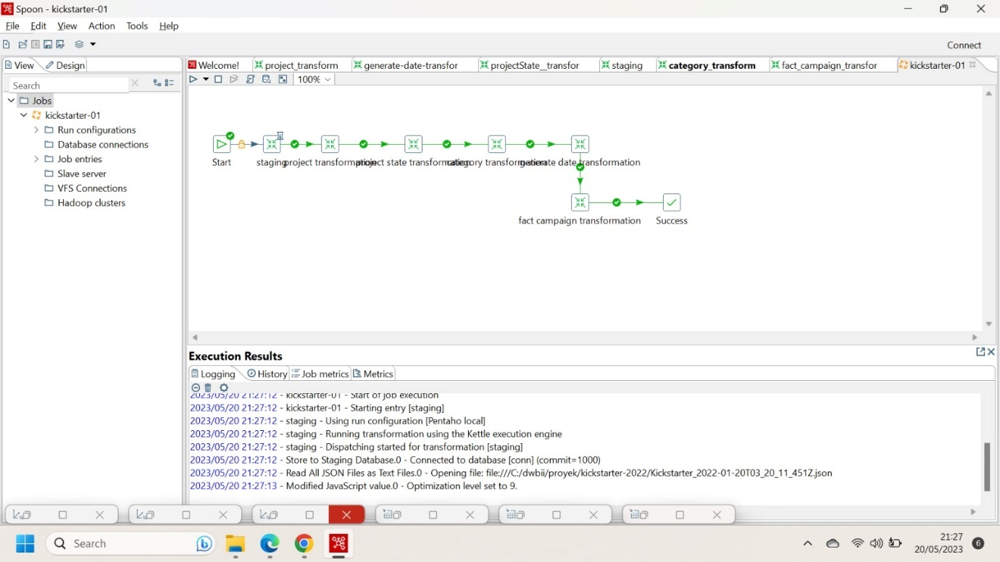 Spoon - kickstarter-01
File Edit View Action Tools Help
Connect
View Design
Welcome! project_transform generate-date-transfor projectState__transfor staging category_transform fact_campaign_transfor kickstarter-01
100%
Search
Jobs
kickstarter-01
Run configurations
Database connections
Job entries
Slave server
VFS Connections
Hadoop clusters
Start staging project transformation project state transformation category transformation generate date transformation
fact campaign transformation Success
Execution Results
Logging History Job metrics Metrics
2023/05/20 21:27:12 - kickstarter-01 - Start of job execution
2023/05/20 21:27:12 - kickstarter-01 - Starting entry [staging]
2023/05/20 21:27:12 - staging - Using run configuration [Pentaho local]
2023/05/20 21:27:12 - staging - Running transformation using the Kettle execution engine
2023/05/20 21:27:12 - staging - Dispatching started for transformation [staging]
2023/05/20 21:27:12 - Store to Staging Database.0 - Connected to database [conn] (commit=1000)
2023/05/20 21:27:12 - Read All JSON Files as Text Files.0 - Opening file: file:///C:/dwbii/proyek/kickstarter-2022/Kickstarter_2022-01-20T03_20_11_451Z.json
2023/05/20 21:27:13 - Modified JavaScript value.0 - Optimization level set to 9.
Search
21:27
20/05/2023
6